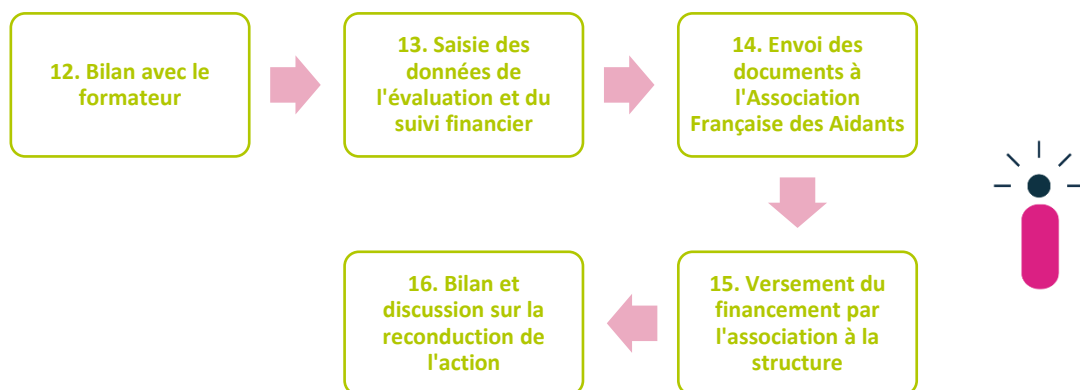 12. Bilan avec le
formateur
13. Saisie des
données de
l'évaluation et du
suivi financier
14. Envoi des
documents à
l'Association
Française des Aidants
15. Versement du
financement par
l'association à la
structure
16. Bilan et
discussion sur la
reconduction de
l'action